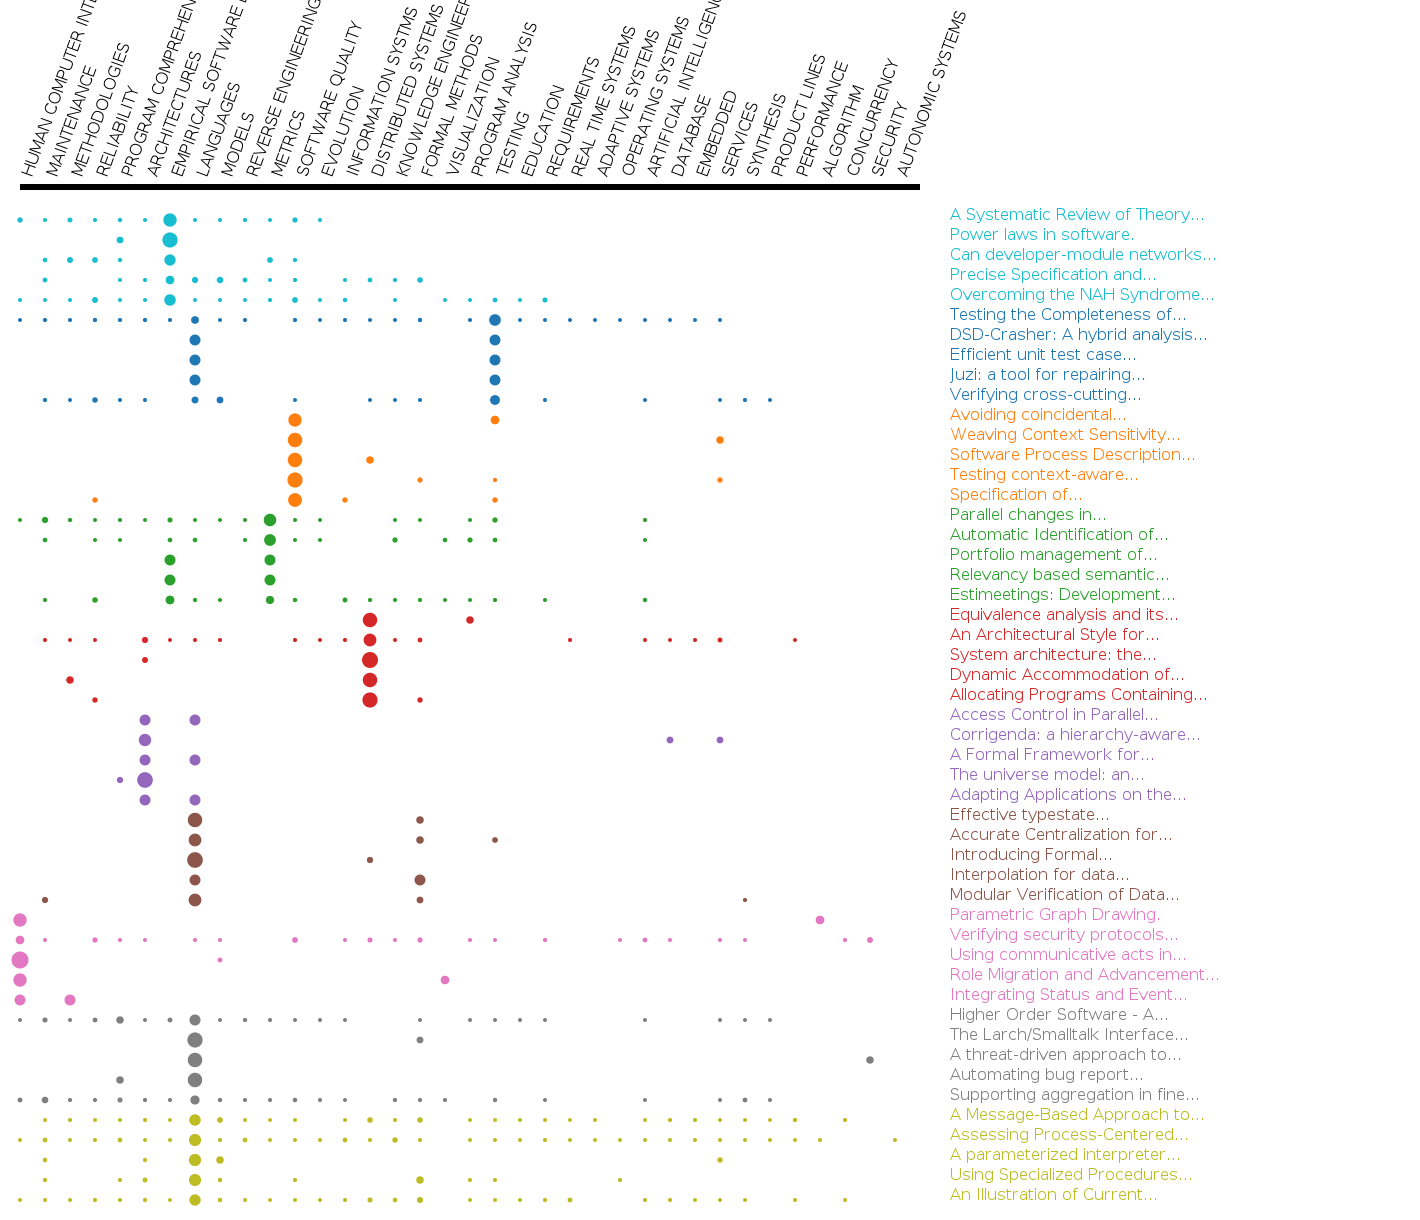 HUMAN COMPUTER INTE
MAINTENANCE
METHODOLOGIES
RELIABILITY
PROGRAM COMPREHEN
ARCHITECTURES
EMPIRICAL SOFTWARE E
LANGUAGES
MODELS
REVERSE ENGINEERING
METRICS
SOFTWARE QUALITY
EVOLUTION
INFORMATION SYSTMS
DISTRIBUTED SYSTEMS
KNOWLEDGE ENGINEER
FORMAL METHODS
VISUALIZATION
PROGRAM ANALYSIS
TESTING
EDUCATION
REQUIREMENTS
REAL TIME SYSTEMS
ADAPTIVE SYSTEMS
OPERATING SYSTEMS
ARTIFICIAL INTELLIGENC
DATABASE
EMBEDDED
SERVICES
SYNTHESIS
PRODUCT LINES
PERFORMANCE
ALGORITHM
CONCURRENCY
SECURITY
AUTONOMIC SYSTEMS
A Systematic Review of Theory...
Power laws in software.
Can developer-module networks...
Precise Specification and...
Overcoming the NAH Syndrome...
Testing the Completeness of...
DSD-Crasher: A hybrid analysis...
Efficient unit test case...
Juzi: a tool for repairing...
Verifying cross-cutting...
Avoiding coincidental...
Weaving Context Sensitivity...
Software Process Description...
Testing context-aware...
Specification of...
Parallel changes in...
Automatic Identification of...
Portfolio management of...
Relevancy based semantic...
Estimeetings: Development...
Equivalence analysis and its...
An Architectural Style for...
System architecture: the...
Dynamic Accommodation of...
Allocating Programs Containing...
Access Control in Parallel...
Corrigenda: a hierarchy-aware...
A Formal Framework for...
The universe model: an...
Adapting Applications on the...
Effective typestate...
Accurate Centralization for...
Introducing Formal...
Interpolation for data...
Modular Verification of Data...
Parametric Graph Drawing.
Verifying security protocols...
Using communicative acts in...
Role Migration and Advancement...
Integrating Status and Event...
Higher Order Software - A...
The Larch/Smalltalk Interface...
A threat-driven approach to...
Automating bug report...
Supporting aggregation in fine...
A Message-Based Approach to...
Assessing Process-Centered...
A parameterized interpreter...
Using Specialized Procedures...
An Illustration of Current...